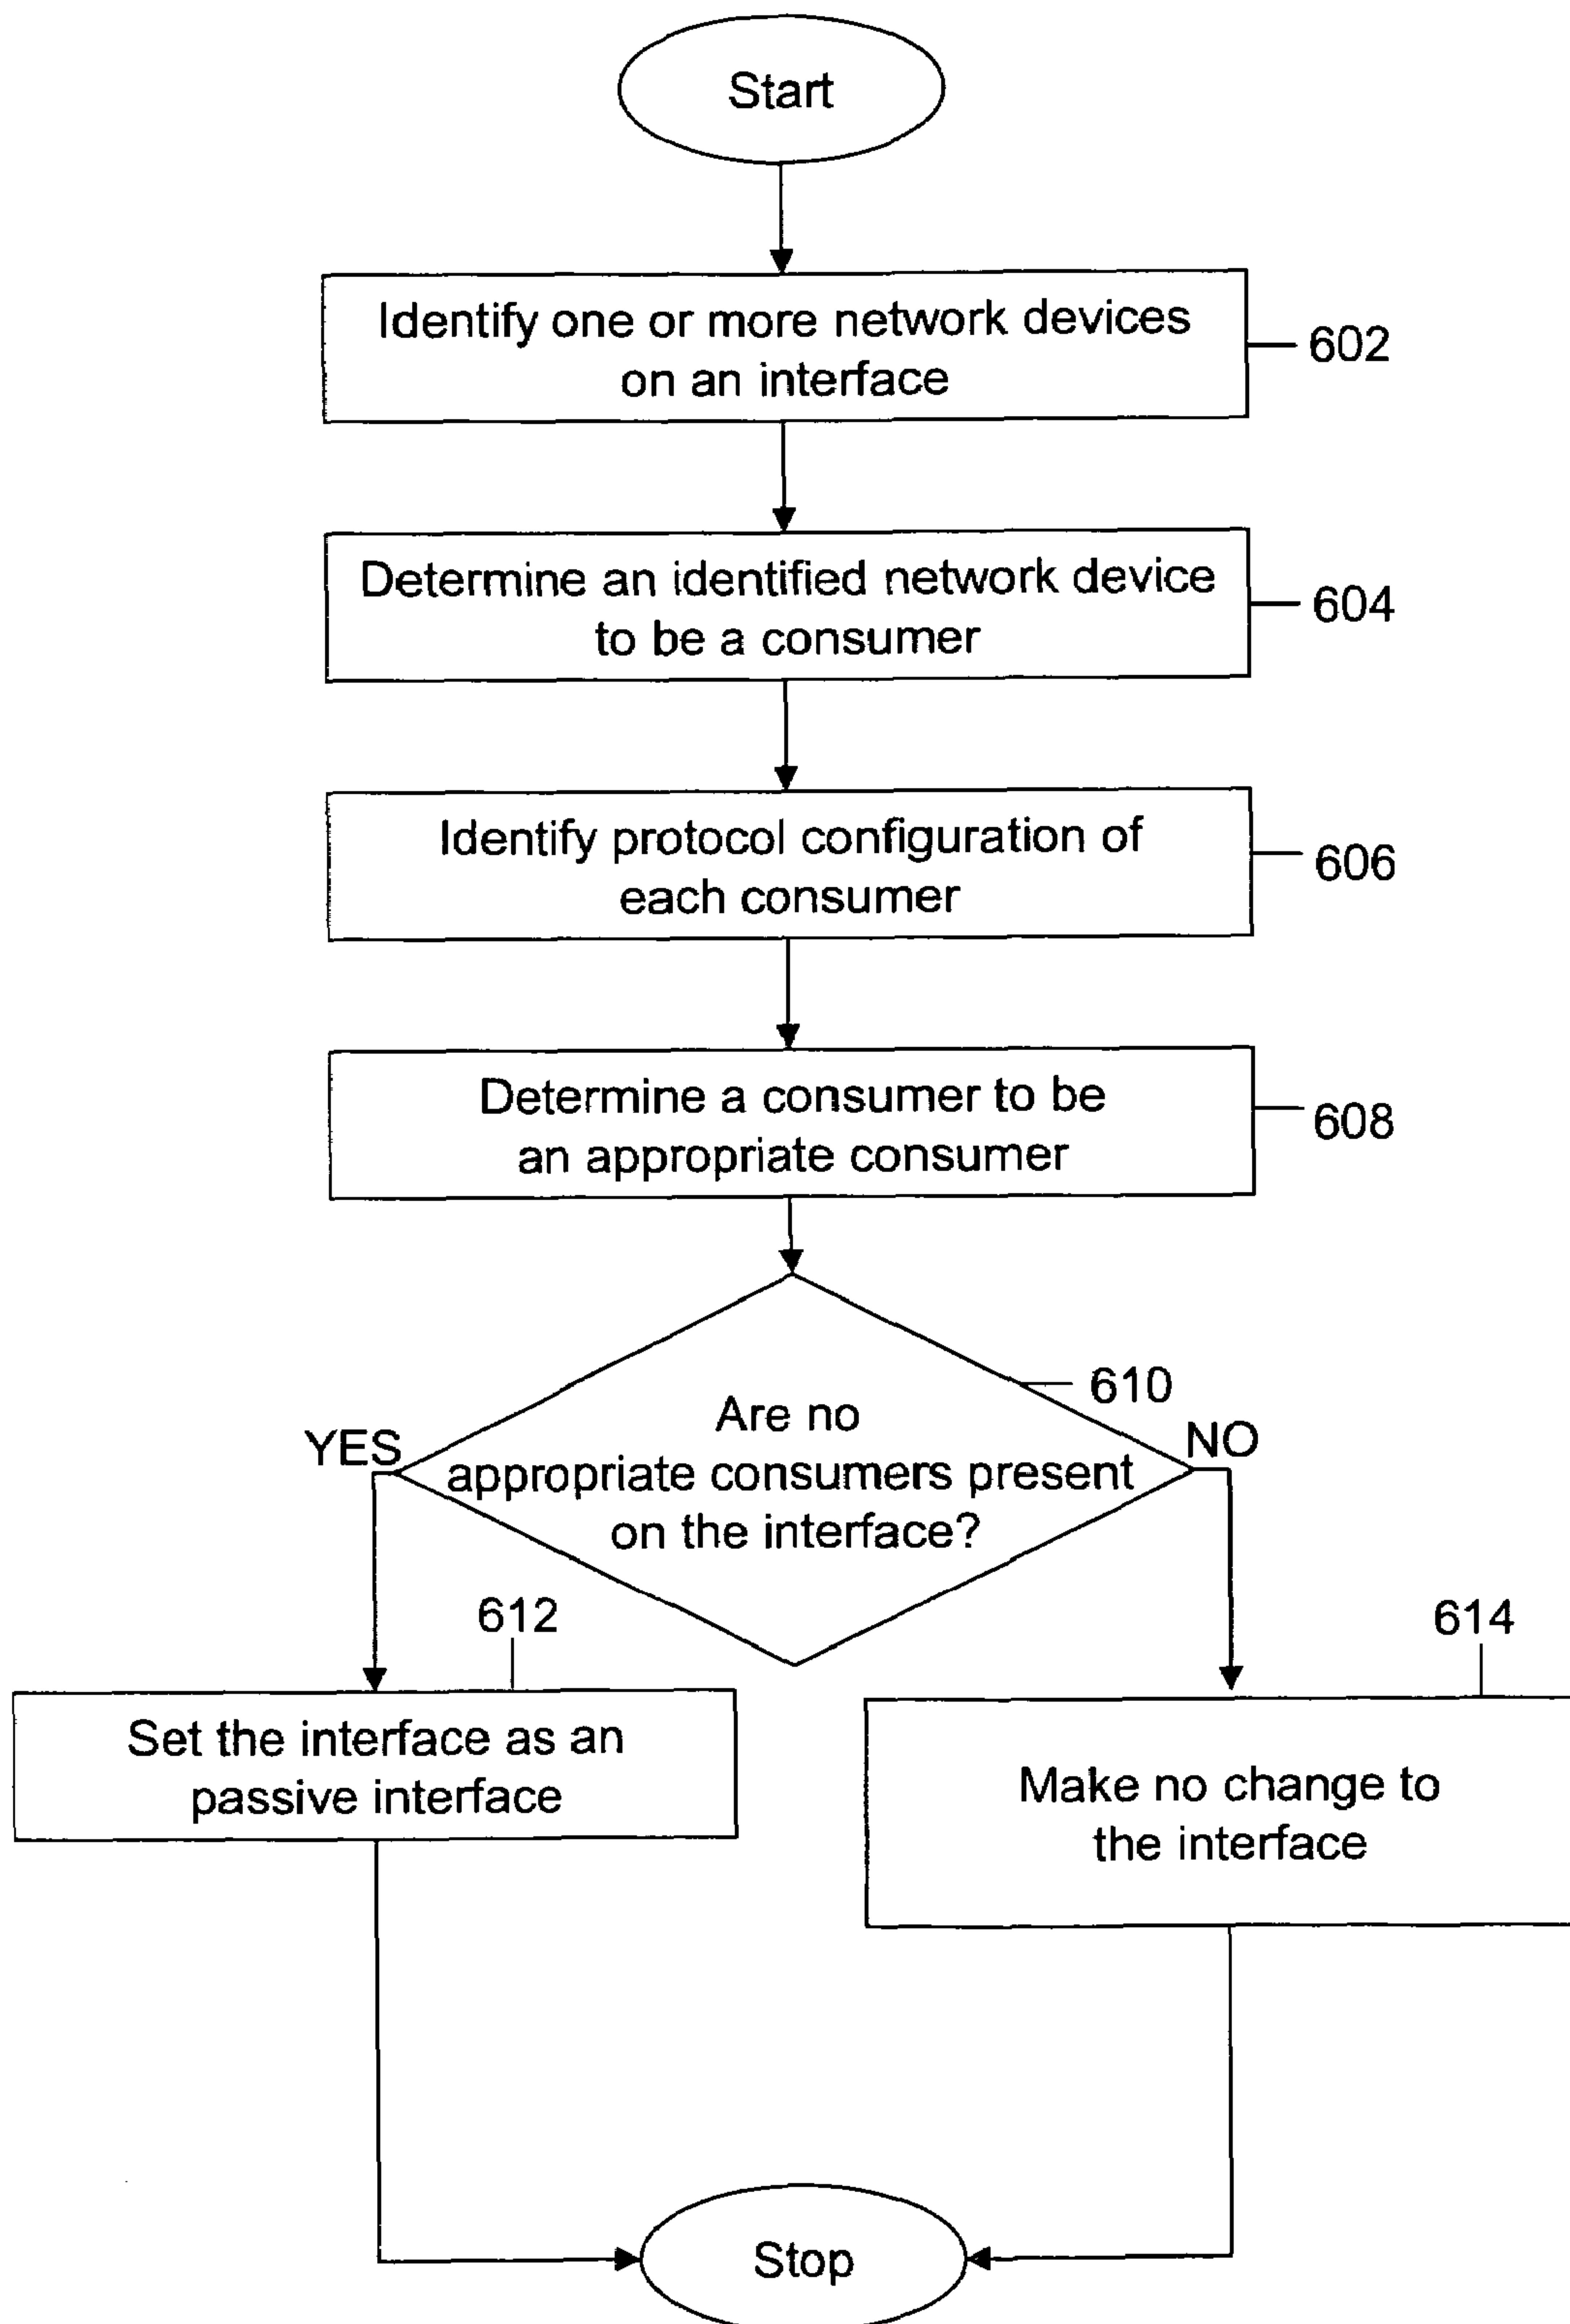 Start
Identify one or more network devices
on an interface
602
Determine an identified network device
to be a consumer
604
Identify protocol configuration of
each consumer
606
Determine a consumer to be
an appropriate consumer
608
610
Are no
appropriate consumers present
on the interface?
YES
NO
612
614
Set the interface as an
passive interface
Make no change to
the interface
Stop